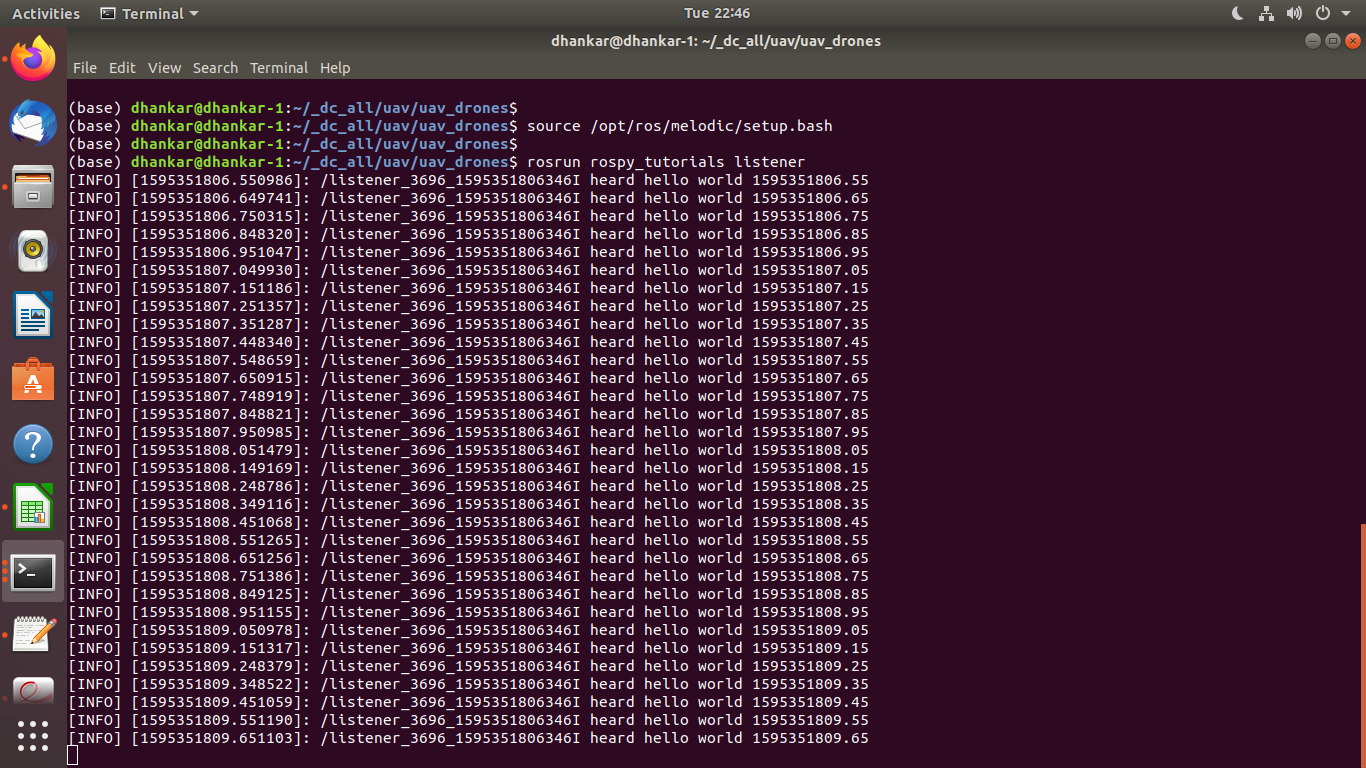 Activities Terminal Tue 22:46
dhankar@dhankar-1: ~/_dc_all/uav/uav_drones
File Edit View Search Terminal Help
(base) dhankar@dhankar-1:~/_dc_all/uav/uav_drones$
(base) dhankar@dhankar-1:~/_dc_all/uav/uav_drones$ source /opt/ros/melodic/setup.bash
(base) dhankar@dhankar-1:~/_dc_all/uav/uav_drones$
(base) dhankar@dhankar-1:~/_dc_all/uav/uav_drones$ rosrun rospy_tutorials listener
[INFO] [1595351806.550986]: /listener_3696_1595351806346I heard hello world 1595351806.55
[INFO] [1595351806.649741]: /listener_3696_1595351806346I heard hello world 1595351806.65
[INFO] [1595351806.750315]: /listener_3696_1595351806346I heard hello world 1595351806.75
[INFO] [1595351806.848320]: /listener_3696_1595351806346I heard hello world 1595351806.85
[INFO] [1595351806.951047]: /listener_3696_1595351806346I heard hello world 1595351806.95
[INFO] [1595351807.049930]: /listener_3696_1595351806346I heard hello world 1595351807.05
[INFO] [1595351807.151186]: /listener_3696_1595351806346I heard hello world 1595351807.15
[INFO] [1595351807.251357]: /listener_3696_1595351806346I heard hello world 1595351807.25
[INFO] [1595351807.351287]: /listener_3696_1595351806346I heard hello world 1595351807.35
[INFO] [1595351807.448340]: /listener_3696_1595351806346I heard hello world 1595351807.45
[INFO] [1595351807.548659]: /listener_3696_1595351806346I heard hello world 1595351807.55
[INFO] [1595351807.650915]: /listener_3696_1595351806346I heard hello world 1595351807.65
[INFO] [1595351807.748919]: /listener_3696_1595351806346I heard hello world 1595351807.75
[INFO] [1595351807.848821]: /listener_3696_1595351806346I heard hello world 1595351807.85
[INFO] [1595351807.950985]: /listener_3696_1595351806346I heard hello world 1595351807.95
[INFO] [1595351808.051479]: /listener_3696_1595351806346I heard hello world 1595351808.05
[INFO] [1595351808.149169]: /listener_3696_1595351806346I heard hello world 1595351808.15
[INFO] [1595351808.248786]: /listener_3696_1595351806346I heard hello world 1595351808.25
[INFO] [1595351808.349116]: /listener_3696_1595351806346I heard hello world 1595351808.35
[INFO] [1595351808.451068]: /listener_3696_1595351806346I heard hello world 1595351808.45
[INFO] [1595351808.551265]: /listener_3696_1595351806346I heard hello world 1595351808.55
[INFO] [1595351808.651256]: /listener_3696_1595351806346I heard hello world 1595351808.65
[INFO] [1595351808.751386]: /listener_3696_1595351806346I heard hello world 1595351808.75
[INFO] [1595351808.849125]: /listener_3696_1595351806346I heard hello world 1595351808.85
[INFO] [1595351808.951155]: /listener_3696_1595351806346I heard hello world 1595351808.95
[INFO] [1595351809.050978]: /listener_3696_1595351806346I heard hello world 1595351809.05
[INFO] [1595351809.151317]: /listener_3696_1595351806346I heard hello world 1595351809.15
[INFO] [1595351809.248379]: /listener_3696_1595351806346I heard hello world 1595351809.25
[INFO] [1595351809.348522]: /listener_3696_1595351806346I heard hello world 1595351809.35
[INFO] [1595351809.451059]: /listener_3696_1595351806346I heard hello world 1595351809.45
[INFO] [1595351809.551190]: /listener_3696_1595351806346I heard hello world 1595351809.55
[INFO] [1595351809.651103]: /listener_3696_1595351806346I heard hello world 1595351809.65